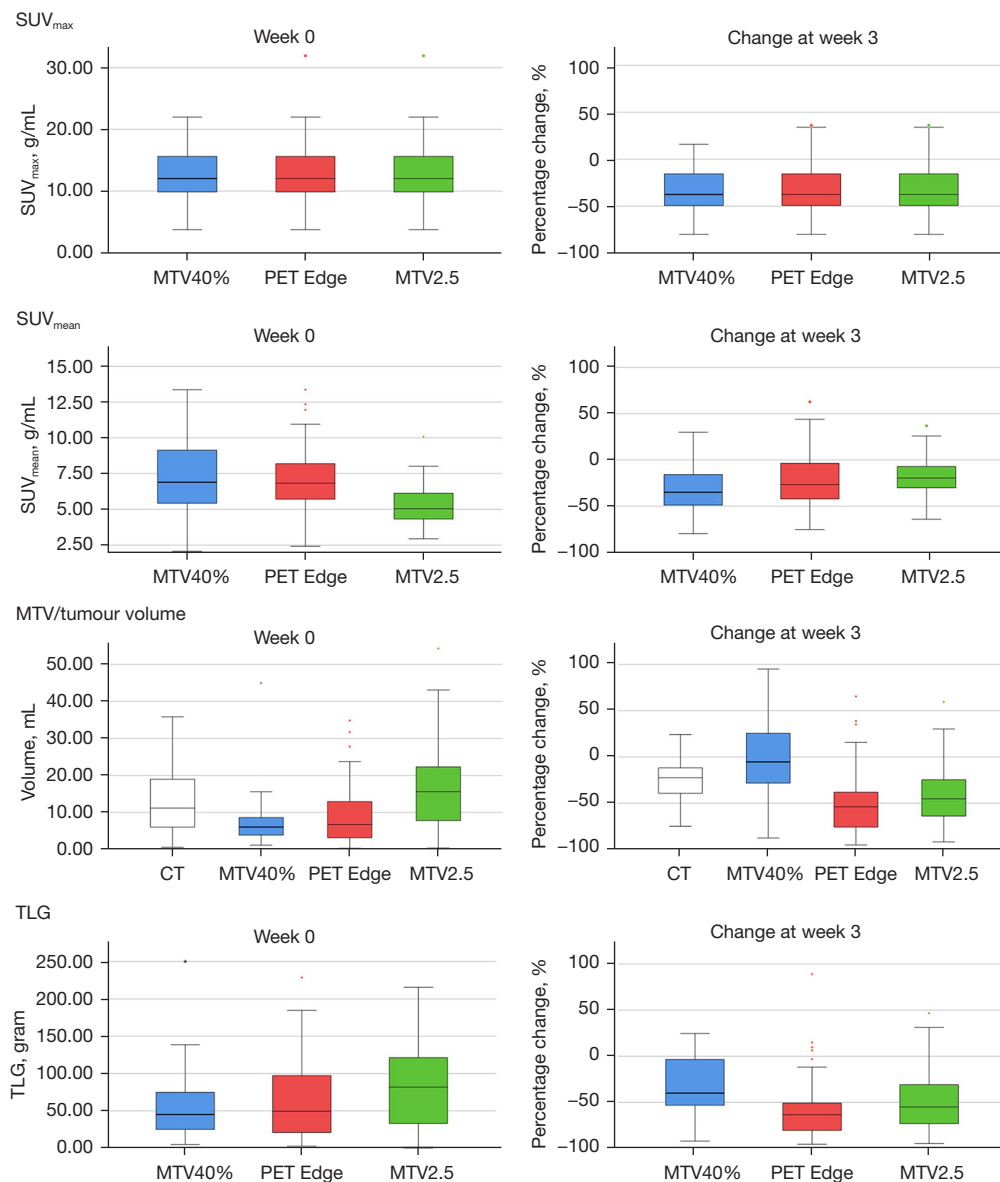 SUVmax
Week 0
SUVmax, g/mL
30.00
20.00
10.00
0.00
MTV40% PET Edge MTV2.5
Change at week 3
Percentage change, %
100
50
0
−50
−100
MTV40% PET Edge MTV2.5
SUVmean
Week 0
SUVmean, g/mL
15.00
12.50
10.00
7.50
5.00
2.50
MTV40% PET Edge MTV2.5
Change at week 3
Percentage change, %
100
50
0
−50
−100
MTV40% PET Edge MTV2.5
MTV/tumour volume
Week 0
Volume, mL
50.00
40.00
30.00
20.00
10.00
0.00
CT MTV40% PET Edge MTV2.5
Change at week 3
Percentage change, %
100
50
0
−50
−100
CT MTV40% PET Edge MTV2.5
TLG
Week 0
TLG, gram
250.00
200.00
150.00
100.00
50.00
0.00
MTV40% PET Edge MTV2.5
Change at week 3
Percentage change, %
100
50
0
−50
−100
MTV40% PET Edge MTV2.5